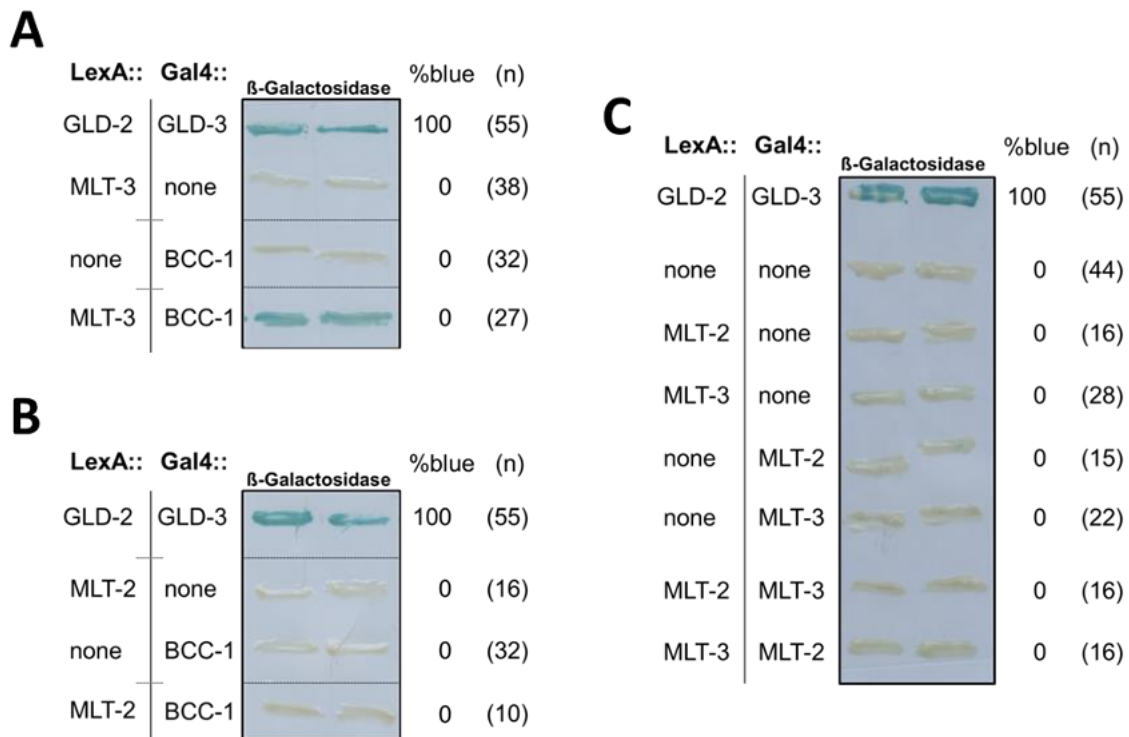 A
LexA:: Gal4:: ß-Galactosidase %blue (n)
GLD-2 GLD-3 100 (55)
MLT-3 none 0 (38)
none BCC-1 0 (32)
MLT-3 BCC-1 0 (27)
B
LexA:: Gal4:: ß-Galactosidase %blue (n)
GLD-2 GLD-3 100 (55)
MLT-2 none 0 (16)
none BCC-1 0 (32)
MLT-2 BCC-1 0 (10)
C
LexA:: Gal4:: ß-Galactosidase %blue (n)
GLD-2 GLD-3 100 (55)
none none 0 (44)
MLT-2 none 0 (16)
MLT-3 none 0 (28)
none MLT-2 0 (15)
none MLT-3 0 (22)
MLT-2 MLT-3 0 (16)
MLT-3 MLT-2 0 (16)